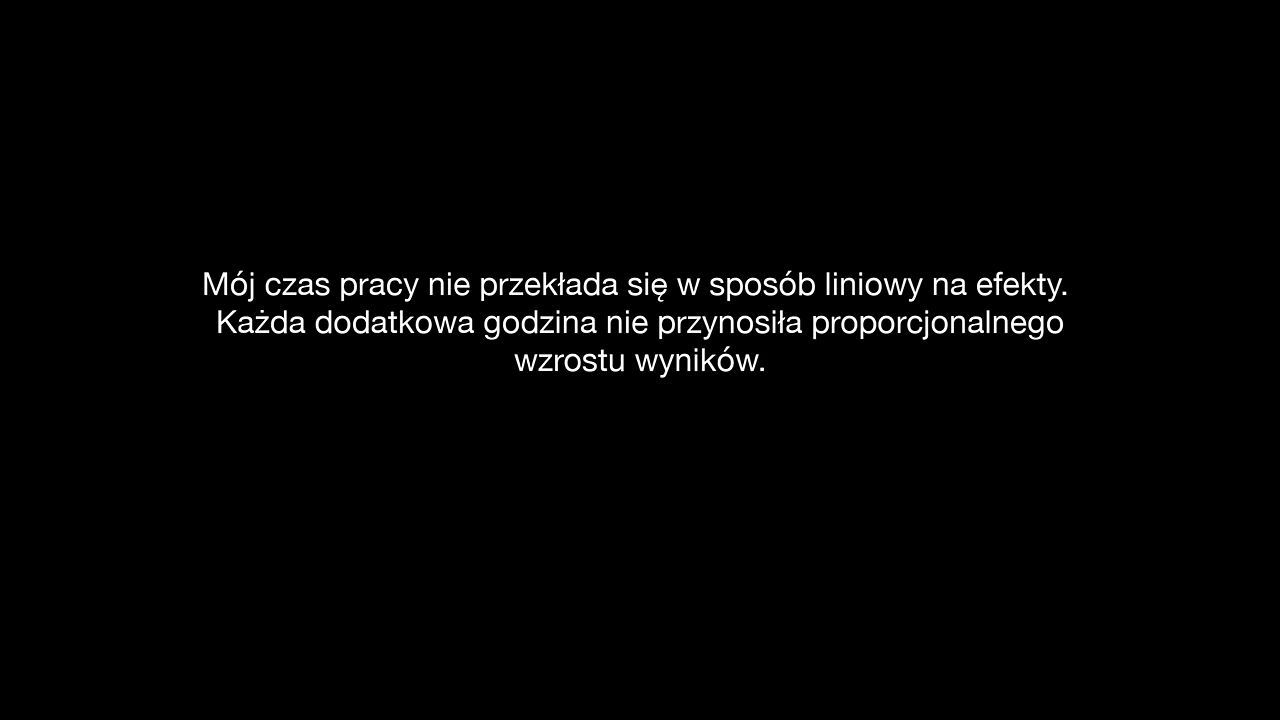 Mój czas pracy nie przekłada się w sposób liniowy na efekty.
Każda dodatkowa godzina nie przynosiła proporcjonalnego
wzrostu wyników.